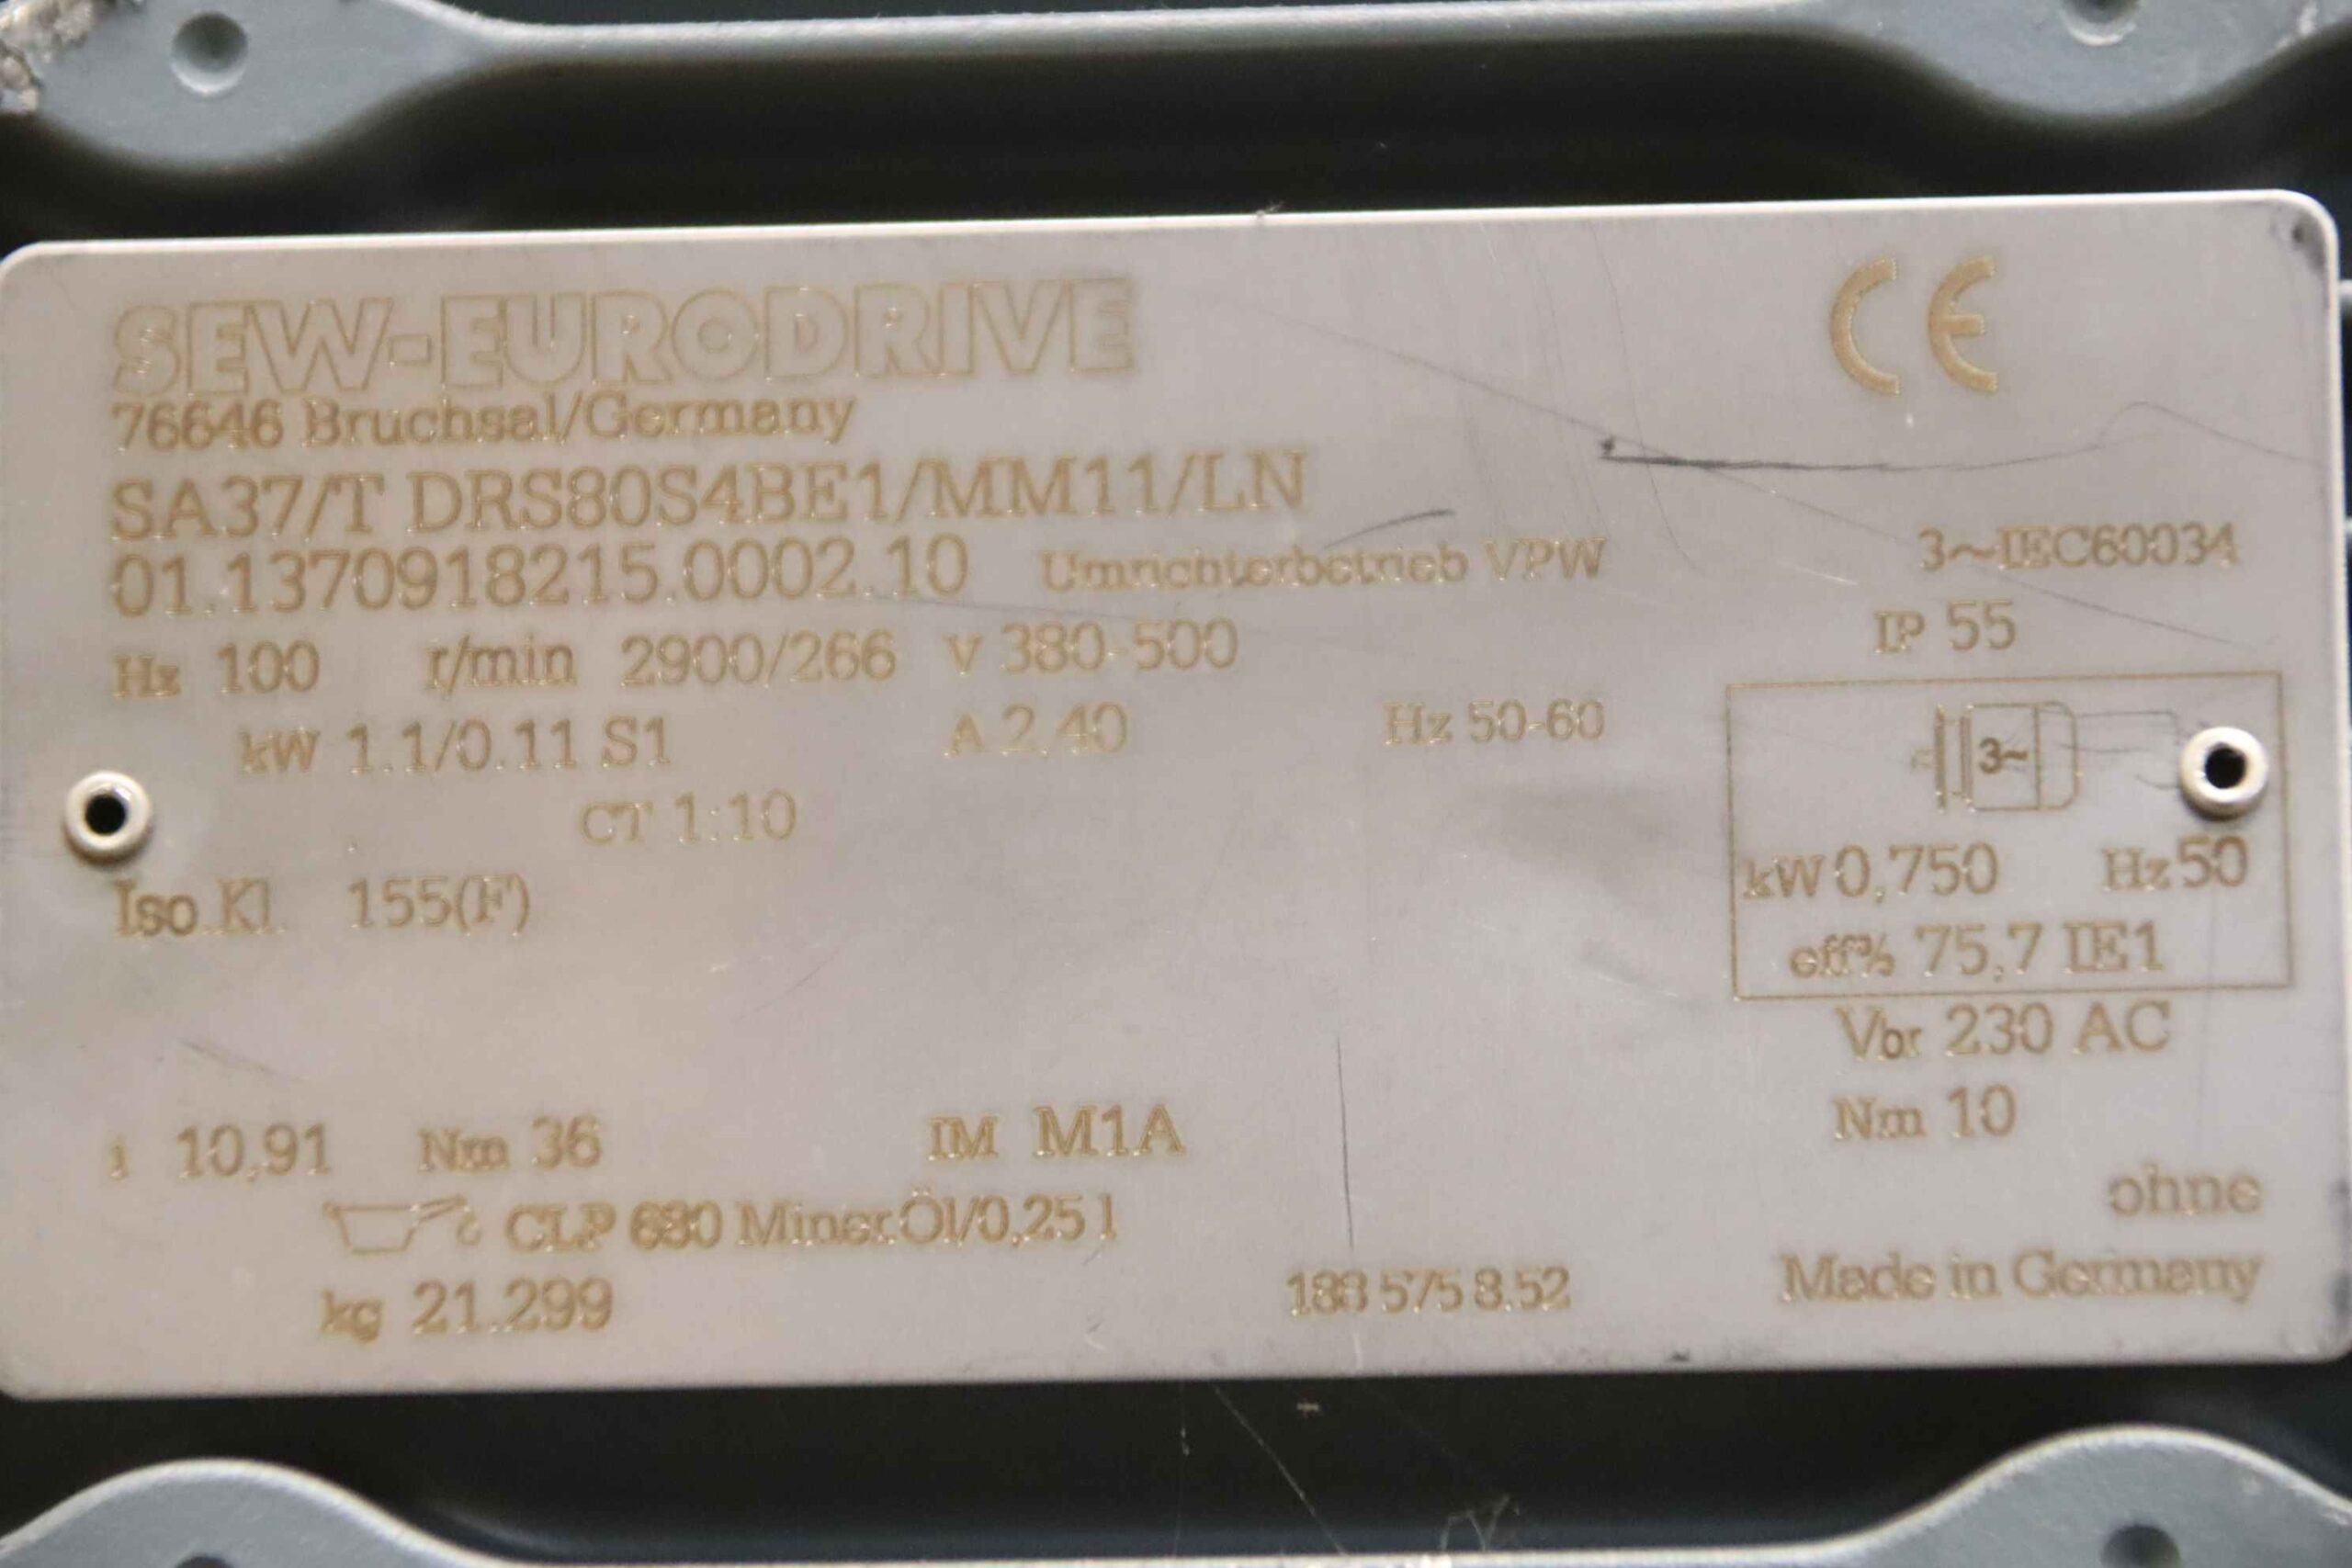 SEW-EURODRIVE CE
76646 Bruchsal/Germany
SA37/T DRS80S4BE1/MM11/LN
01.1370918215.0002.10 Umrichterbetrieb VPW 3~IEC60034
Hz 100 r/min 2900/266 V 380-500 IP 55
kW 1.1/0.11 S1 A 2,40 Hz 50-60
3~
CT 1:10
kW 0,750 Hz 50
Iso.Kl. 155(F)
eff% 75,7 IE1
Vbr 230 AC
Nm 10
i 10,91 Nm 36 IM M1A
ohne
CLP 680 Miner.Öl/0,25 l
kg 21.299 188 575 8.52 Made in Germany